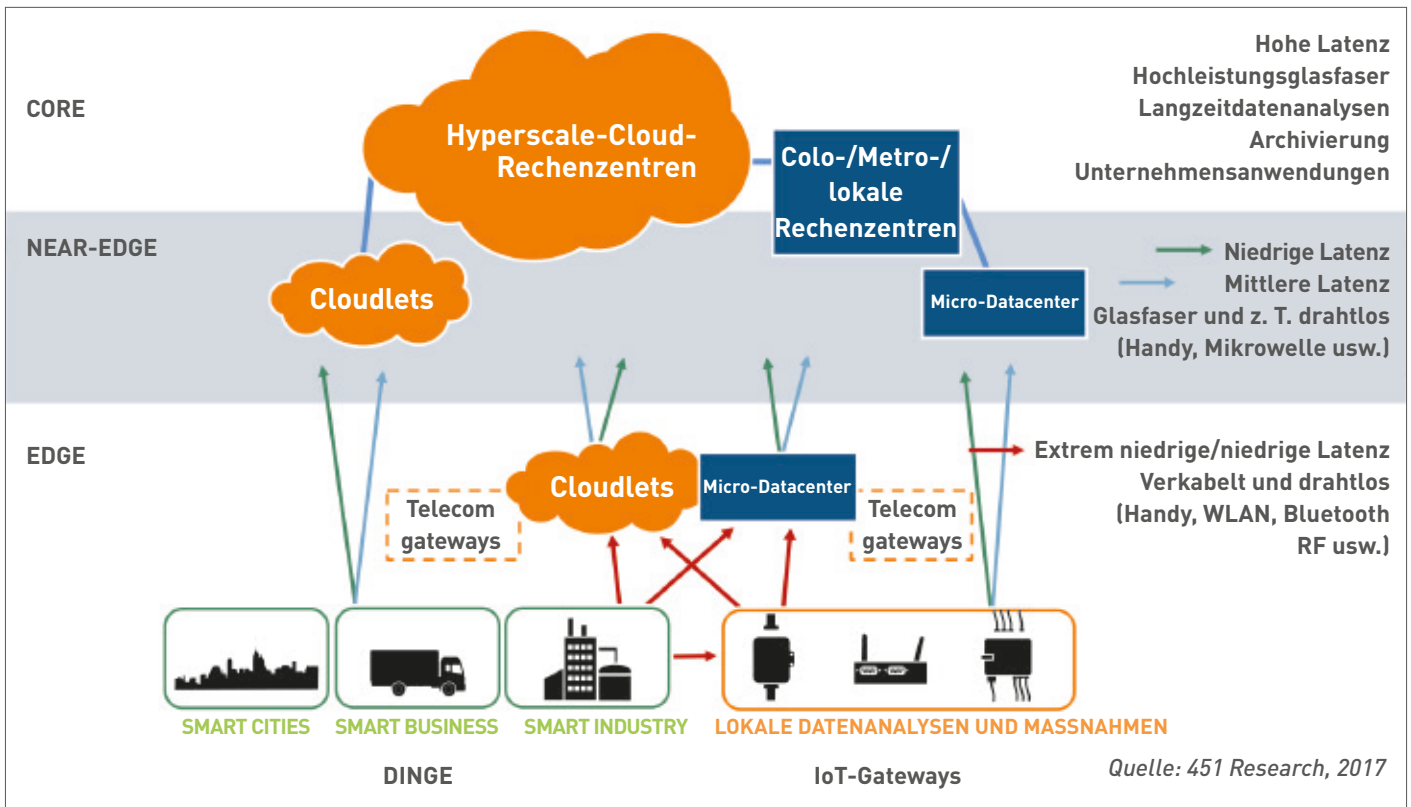 CORE
Hyperscale-Cloud-
Rechenzentren
Colo-/Metro-/
lokale
Rechenzentren
Hohe Latenz
Hochleistungsglasfaser
Langzeitdatenanalysen
Archivierung
Unternehmensanwendungen
NEAR-EDGE
Cloudlets
Micro-Datacenter
Niedrige Latenz
Mittlere Latenz
Glasfaser und z. T. drahtlos
(Handy, Mikrowelle usw.)
EDGE
Telecom
gateways
Cloudlets
Micro-Datacenter
Telecom
gateways
Extrem niedrige/niedrige Latenz
Verkabelt und drahtlos
(Handy, WLAN, Bluetooth
RF usw.)
SMART CITIES
SMART BUSINESS
SMART INDUSTRY
LOKALE DATENANALYSEN UND MASSNAHMEN
DINGE
IoT-Gateways
Quelle: 451 Research, 2017